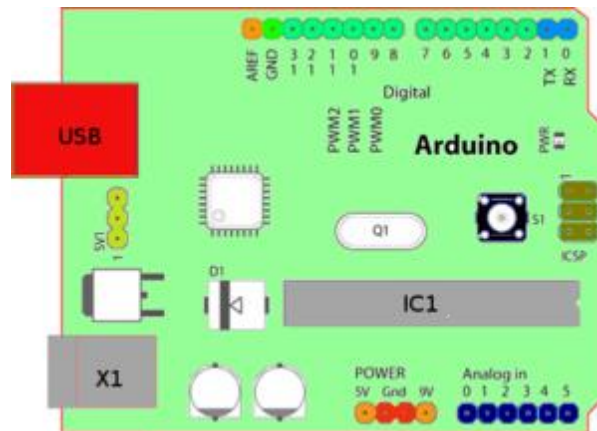 AREF GND 13 12 11 10 9 8 7 6 5 4 3 2 1 0
TX RX
Digital
USB
PWM2 PWM1 PWM0
Arduino
PWR
1
SV1
1
Q1
S1
ICSP
D1
IC1
X1
POWER
5V Gnd 9V
Analog in
0 1 2 3 4 5